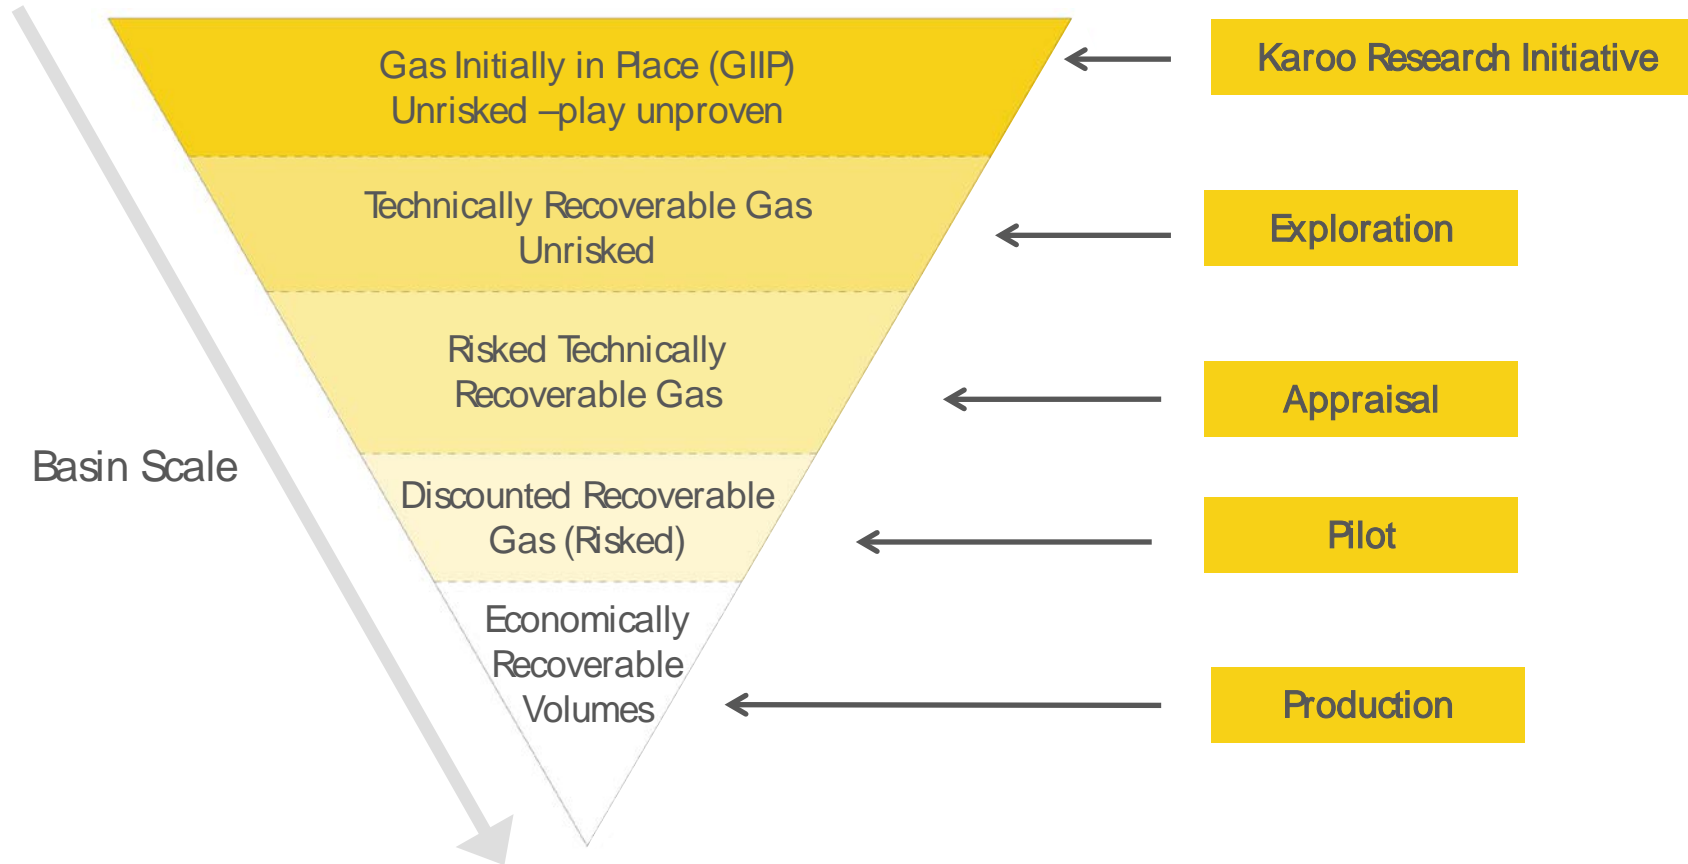 Gas Initially in Place (GIIP)
Unrisked –play unproven
Karoo Research Initiative
Technically Recoverable Gas
Unrisked
Exploration
Risked Technically
Recoverable Gas
Appraisal
Basin Scale
Discounted Recoverable
Gas (Risked)
Pilot
Economically
Recoverable
Volumes
Production